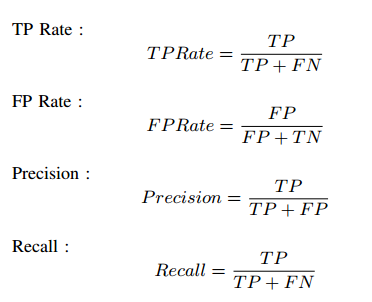 TP Rate :
TPRate = TP / TP + FN
FP Rate :
FPRate = FP / FP + TN
Precision :
Precision = TP / TP + FP
Recall :
Recall = TP / TP + FN